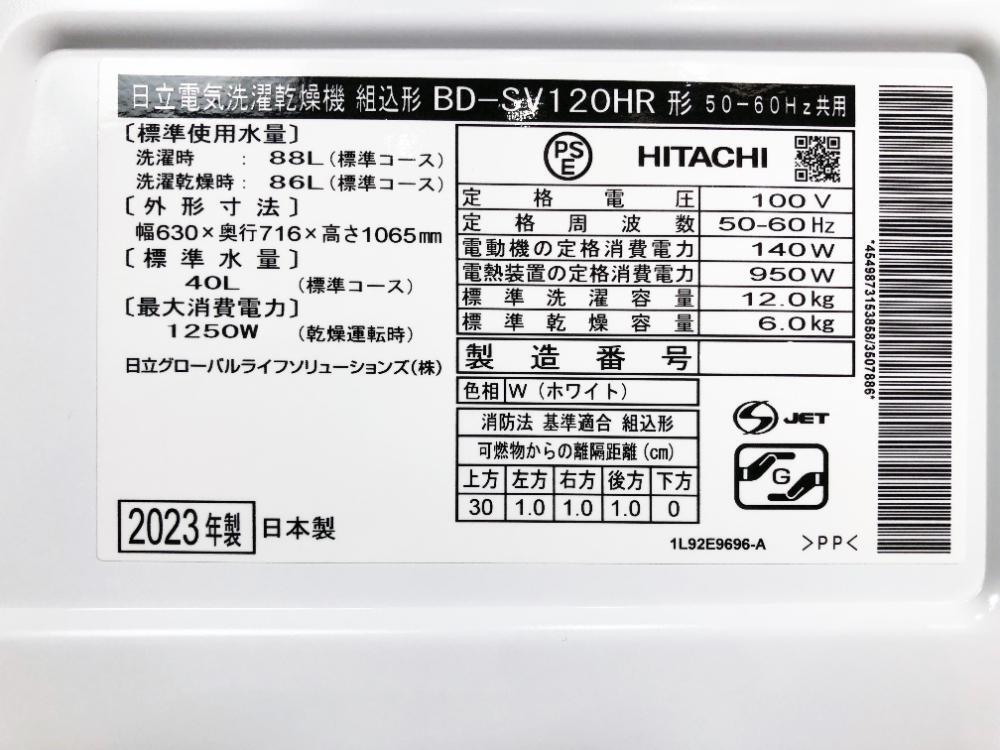 日立電気洗濯乾燥機 組込形 BD-SV120HR 形 50-60Hz共用
〔標準使用水量〕
洗濯時 : 88L(標準コース)
洗濯乾燥時 : 86L(標準コース)
〔外形寸法〕
幅630×奥行716×高さ1065mm
〔標準水量〕
40L (標準コース)
〔最大消費電力〕
1250W (乾燥運転時)
日立グローバルライフソリューションズ(株)
2023年製 日本製
PS
E
HITACHI
定格電圧 100V
定格周波数 50-60Hz
電動機の定格消費電力 140W
電熱装置の定格消費電力 950W
標準洗濯容量 12.0kg
標準乾燥容量 6.0kg
製造番号
色相 W(ホワイト)
消防法 基準適合 組込形
可燃物からの離隔距離(cm)
上方 左方 右方 後方 下方
30 1.0 1.0 1.0 0
S JET
G
1L92E9696-A >PP<
*4549873153858/3507886*